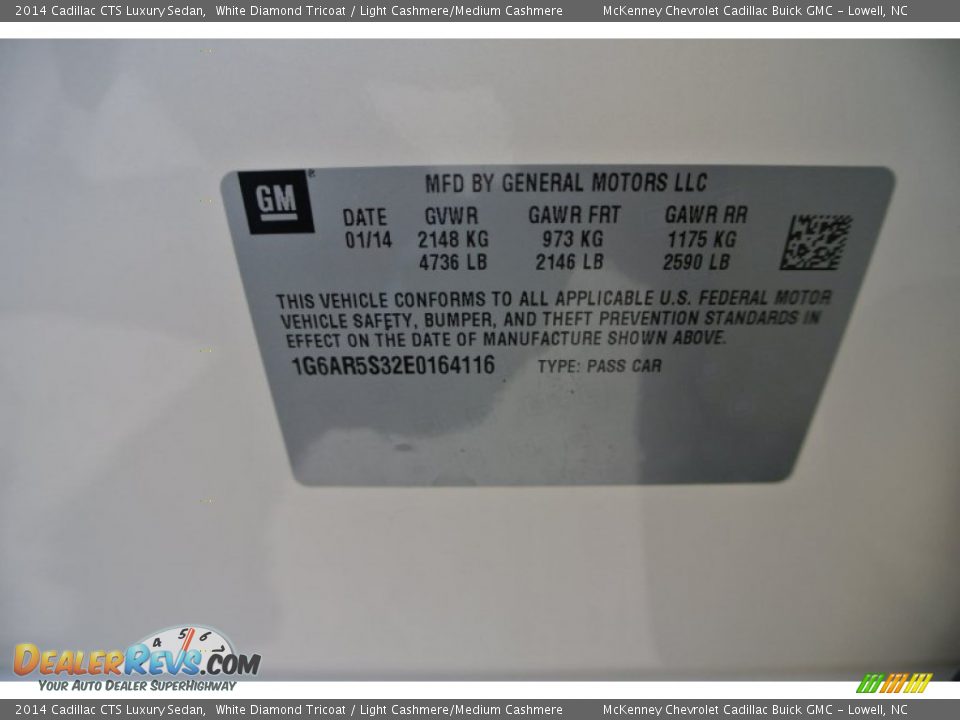 2014 Cadillac CTS Luxury Sedan, White Diamond Tricoat / Light Cashmere/Medium Cashmere McKenney Chevrolet Cadillac Buick GMC - Lowell, NC
GM®
MFD BY GENERAL MOTORS LLC
DATE GVWR GAWR FRT GAWR RR
01/14 2148 KG 973 KG 1175 KG
4736 LB 2146 LB 2590 LB
THIS VEHICLE CONFORMS TO ALL APPLICABLE U.S. FEDERAL MOTOR
VEHICLE SAFETY, BUMPER, AND THEFT PREVENTION STANDARDS IN
EFFECT ON THE DATE OF MANUFACTURE SHOWN ABOVE.
1G6AR5S32E0164116 TYPE: PASS CAR
4 5 6 7
DEALERREVS.COM
YOUR AUTO DEALER SUPERHIGHWAY
2014 Cadillac CTS Luxury Sedan, White Diamond Tricoat / Light Cashmere/Medium Cashmere McKenney Chevrolet Cadillac Buick GMC - Lowell, NC